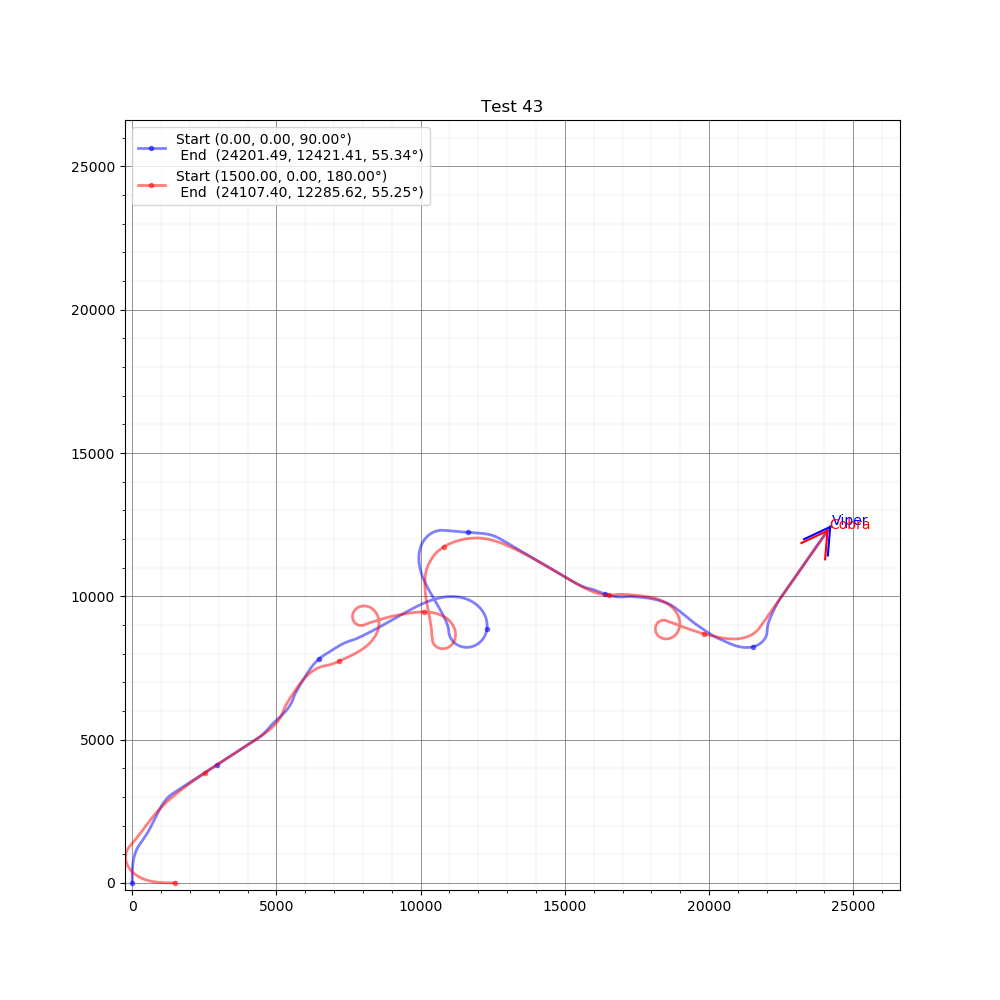 Test 43
Start (0.00, 0.00, 90.00°)
End  (24201.49, 12421.41, 55.34°)
Start (1500.00, 0.00, 180.00°)
End  (24107.40, 12285.62, 55.25°)
25000
20000
15000
10000
5000
0
Viper
Cobra
0 5000 10000 15000 20000 25000